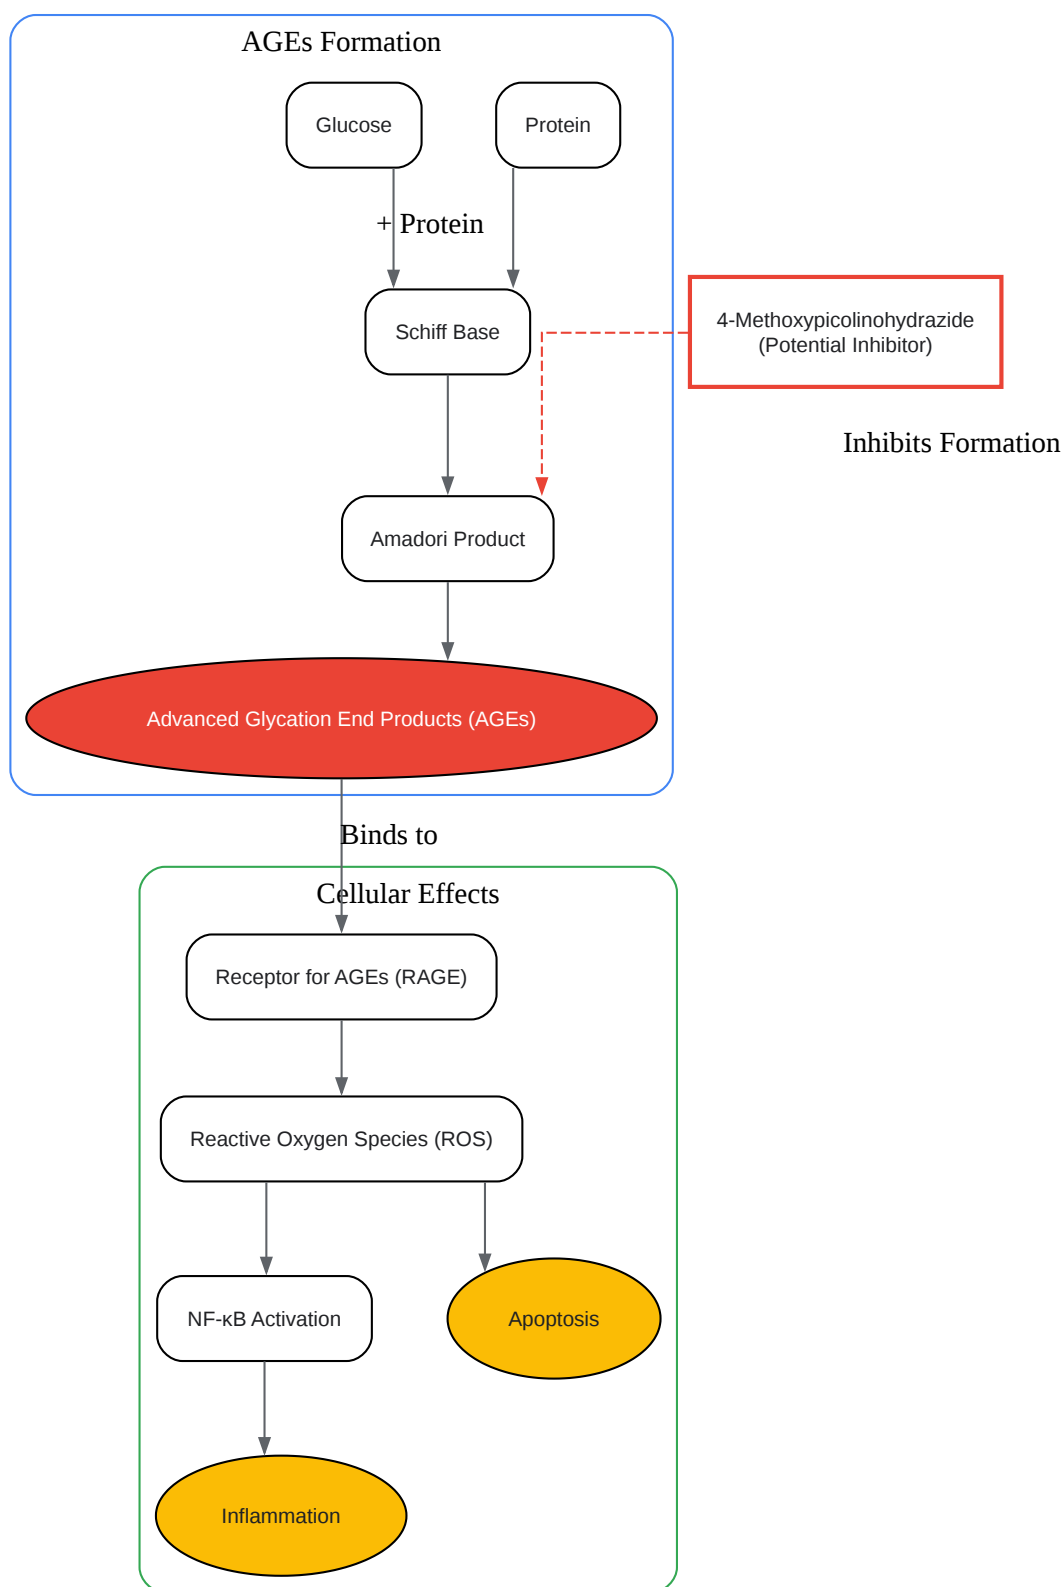 AGEs Formation
Glucose
Protein
+ Protein
Schiff Base
4-Methoxypicolinohydrazide
(Potential Inhibitor)
Inhibits Formation
Amadori Product
Advanced Glycation End Products (AGEs)
Binds to
Cellular Effects
Receptor for AGEs (RAGE)
Reactive Oxygen Species (ROS)
NF-κB Activation
Apoptosis
Inflammation